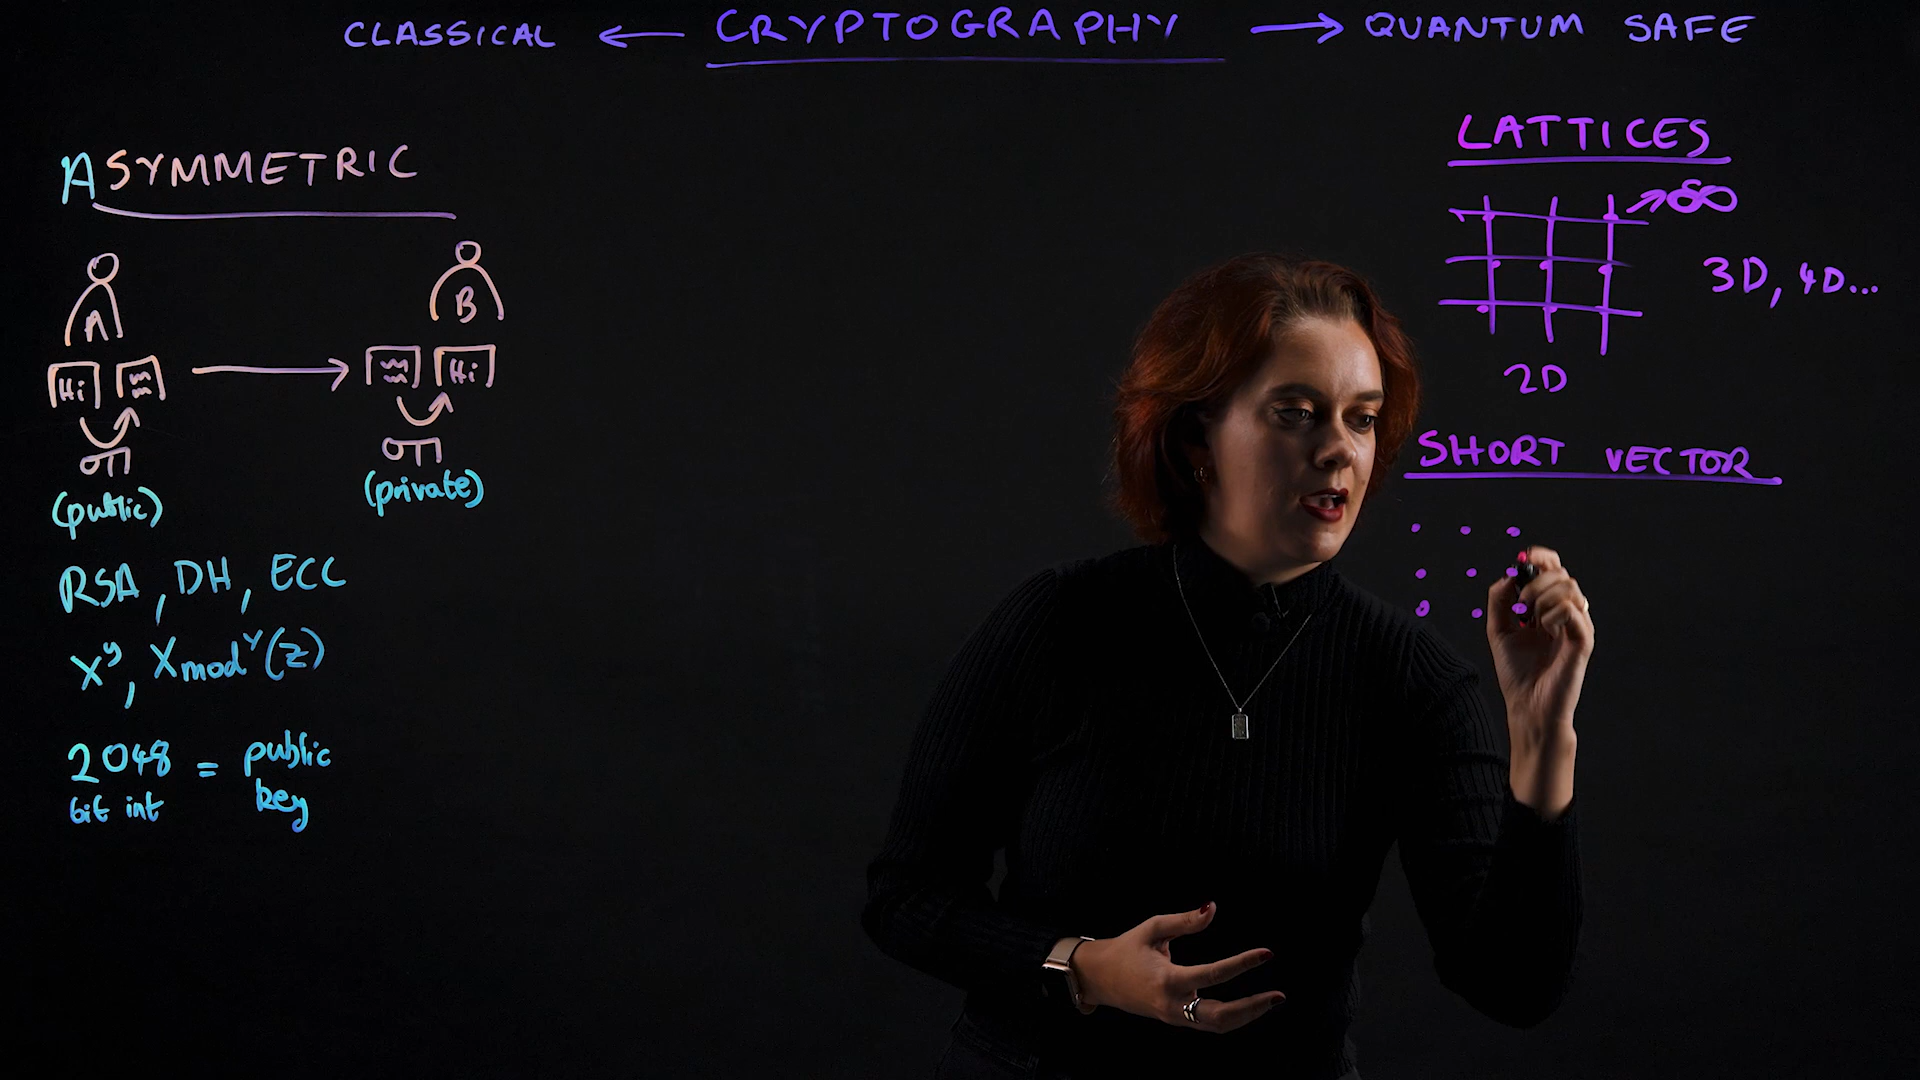 CLASSICAL ← CRYPTOGRAPHY → QUANTUM SAFE
ASYMMETRIC
A
B
Hi
Hi
(public)
(private)
RSA, DH, ECC
x^y, x mod^y(z)
2048 = public
bit int key
LATTICES
∞
3D, 4D...
2D
SHORT VECTOR